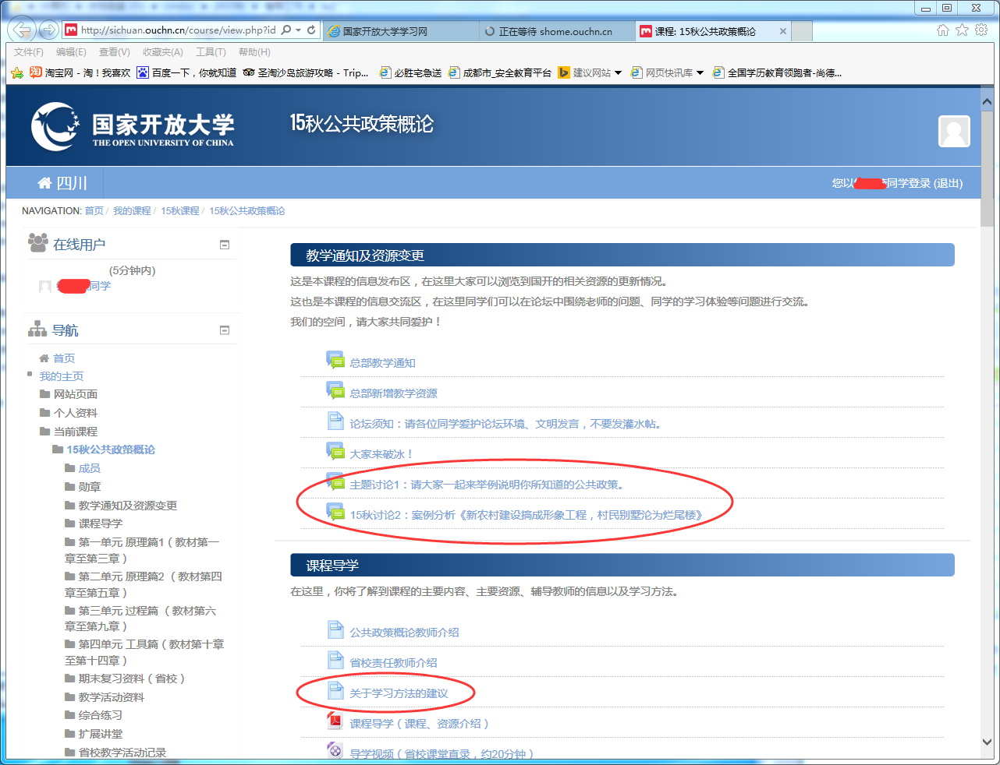 http://sichuan.ouchn.cn/course/view.php?id
国家开放大学学习网
正在等待 shome.ouchn.cn
课程: 15秋公共政策概论
文件(F) 编辑(E) 查看(V) 收藏夹(A) 工具(T) 帮助(H)
淘宝网 - 淘！我喜欢 百度一下，你就知道 圣淘沙岛旅游攻略 - Trip... 必胜宅急送 成都市_安全教育平台 建议网站 网页快讯库 全国学历教育领跑者-尚德...
国家开放大学
THE OPEN UNIVERSITY OF CHINA
15秋公共政策概论
四川
您以 同学登录 (退出)
NAVIGATION: 首页 / 我的课程 / 15秋课程 / 15秋公共政策概论
在线用户
(5分钟内)
同学
导航
首页
我的主页
网站页面
个人资料
当前课程
15秋公共政策概论
成员
勋章
教学通知及资源变更
课程导学
第一单元 原理篇1（教材第一
章至第三章）
第二单元 原理篇2 （教材第四
章至第五章）
第三单元 过程篇 （教材第六
章至第九章）
第四单元 工具篇（教材第十章
至第十四章）
期末复习资料（省校）
教学活动资料
综合练习
扩展讲堂
省校教学活动记录
教学通知及资源变更
这是本课程的信息发布区，在这里大家可以浏览到国开的相关资源的更新情况。
这也是本课程的信息交流区，在这里同学们可以在论坛中围绕老师的问题、同学的学习体验等问题进行交流。
我们的空间，请大家共同爱护！
总部教学通知
总部新增教学资源
论坛须知：请各位同学爱护论坛环境、文明发言，不要发灌水帖。
大家来破冰！
主题讨论1：请大家一起来举例说明你所知道的公共政策。
15秋讨论2：案例分析《新农村建设搞成形象工程，村民别墅沦为烂尾楼》
课程导学
在这里，你将了解到课程的主要内容、主要资源、辅导教师的信息以及学习方法。
公共政策概论教师介绍
省校责任教师介绍
关于学习方法的建议
课程导学（课程、资源介绍）
导学视频（省校课堂直录，约20分钟）